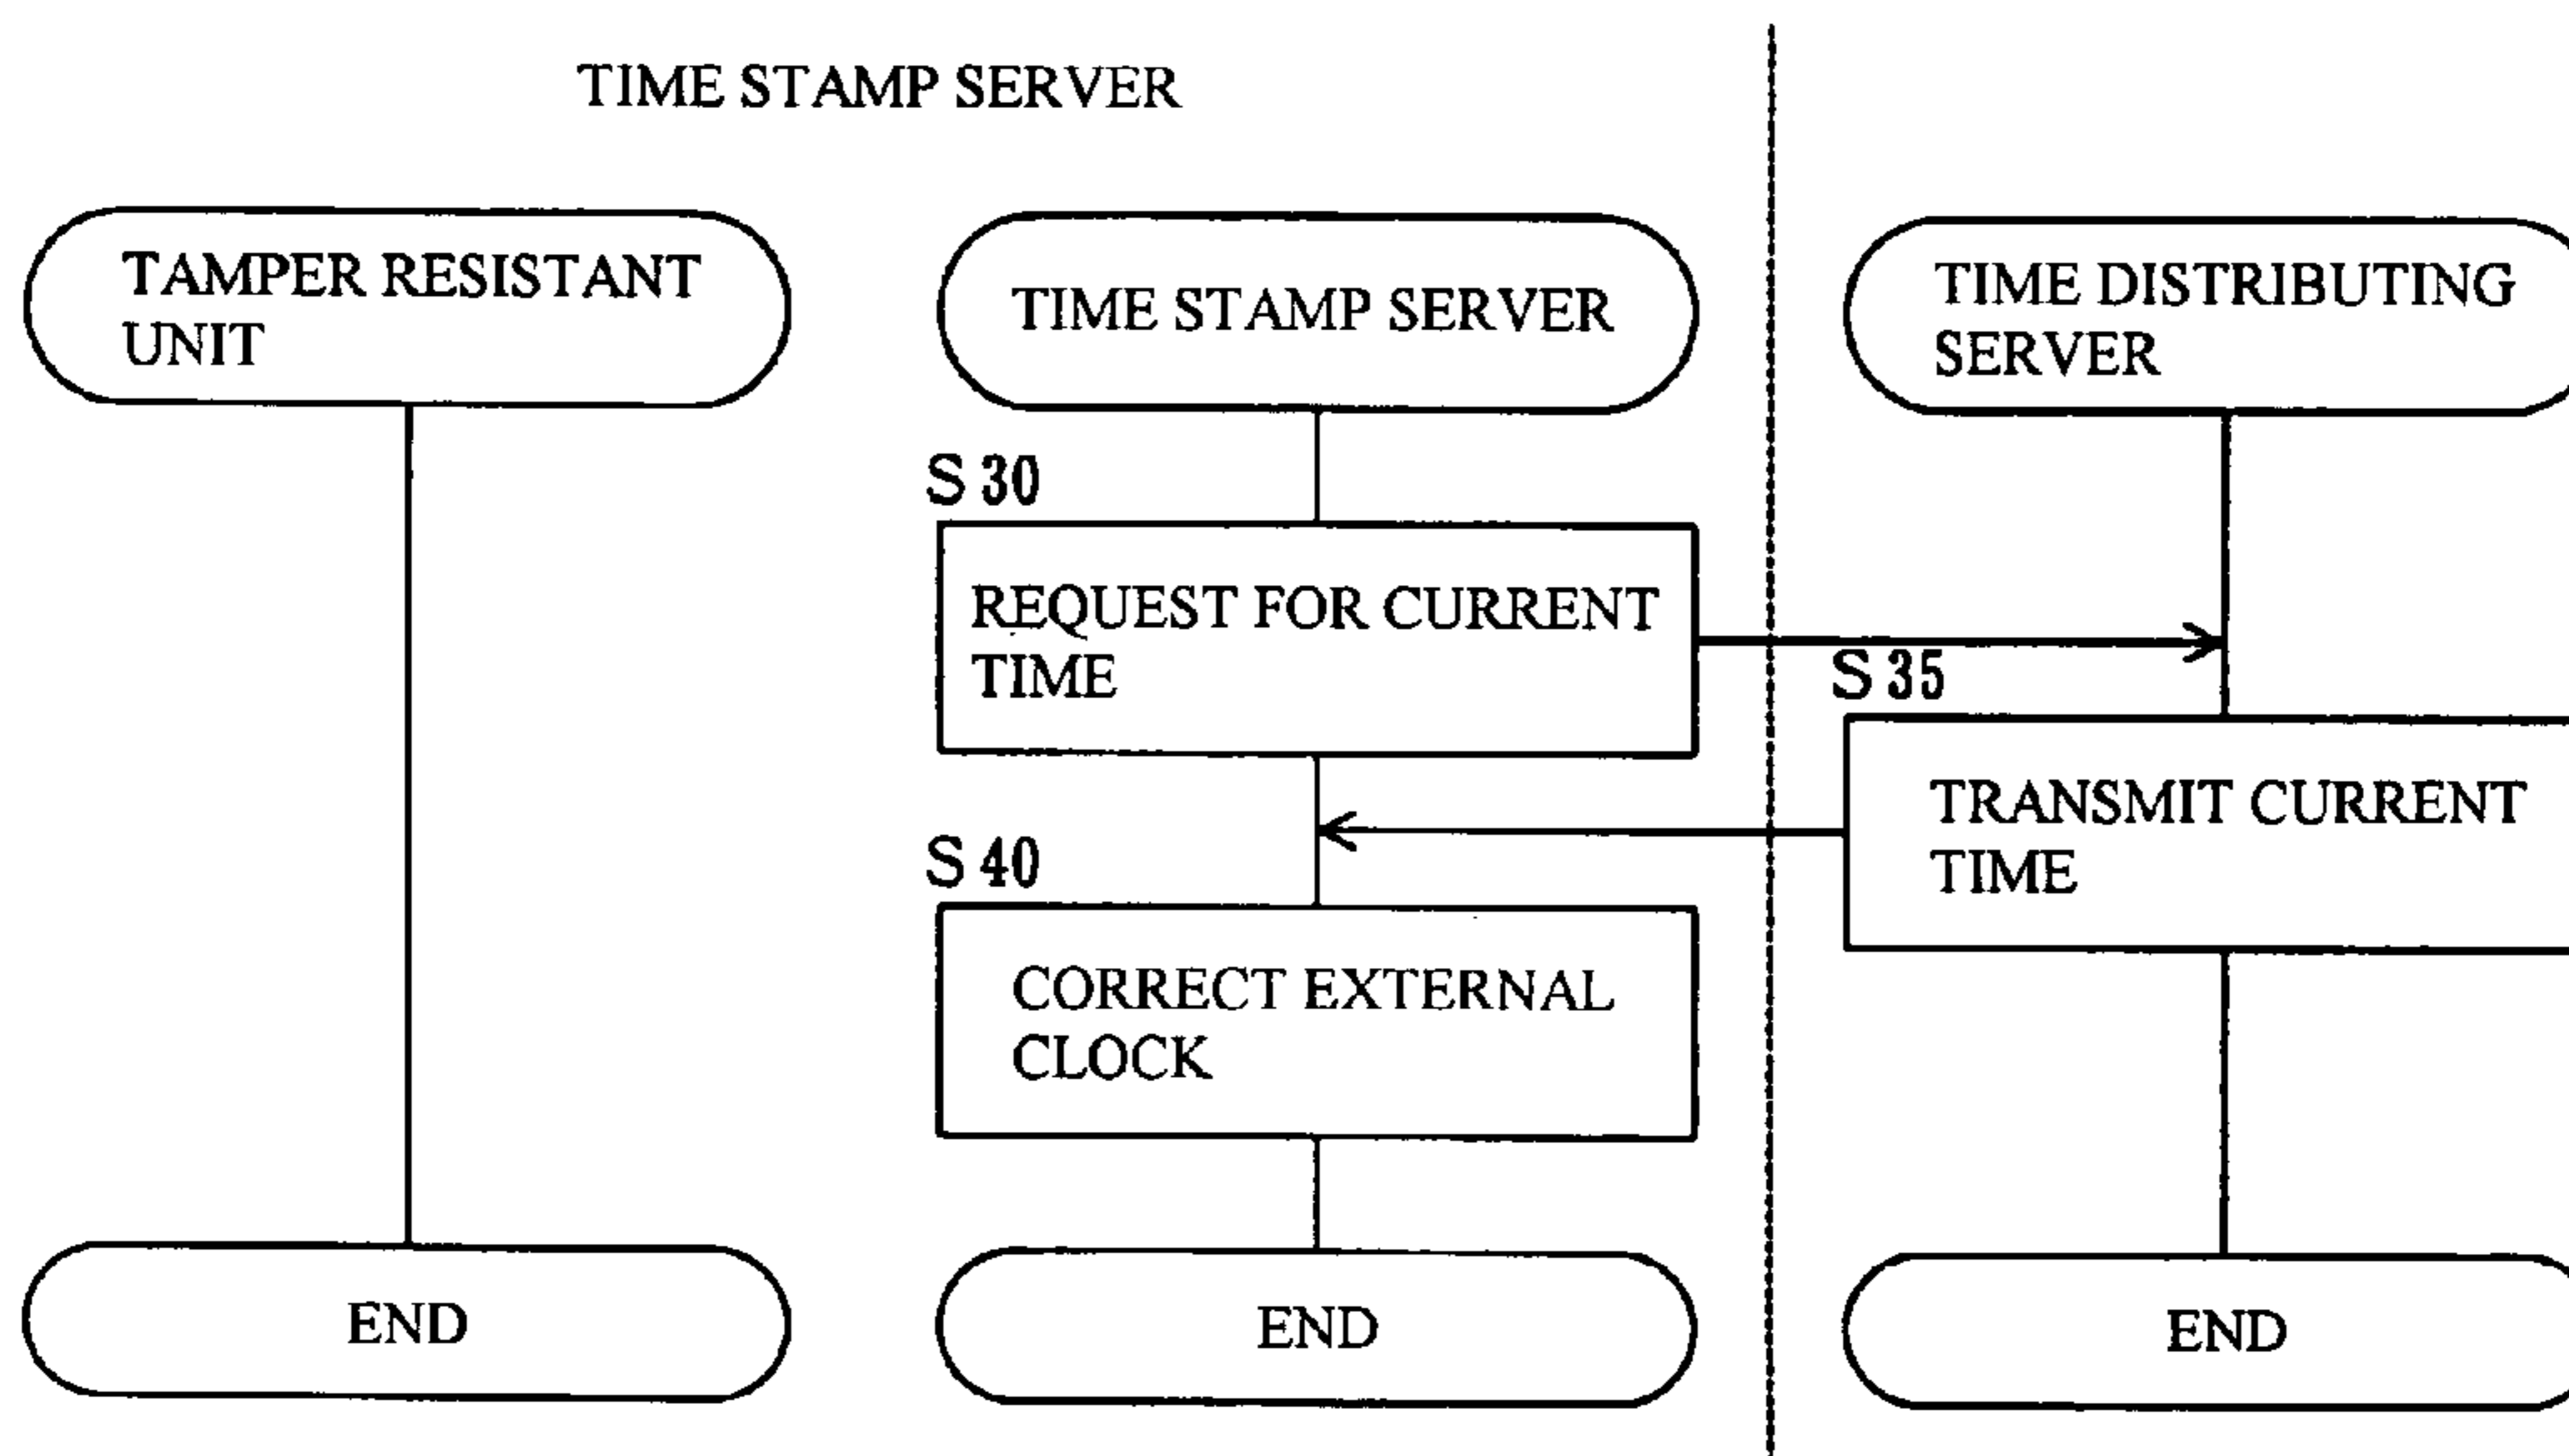 TIME STAMP SERVER
TAMPER RESISTANT
UNIT
TIME STAMP SERVER
TIME DISTRIBUTING
SERVER
S 30
REQUEST FOR CURRENT
TIME
S 35
TRANSMIT CURRENT
TIME
S 40
CORRECT EXTERNAL
CLOCK
END
END
END